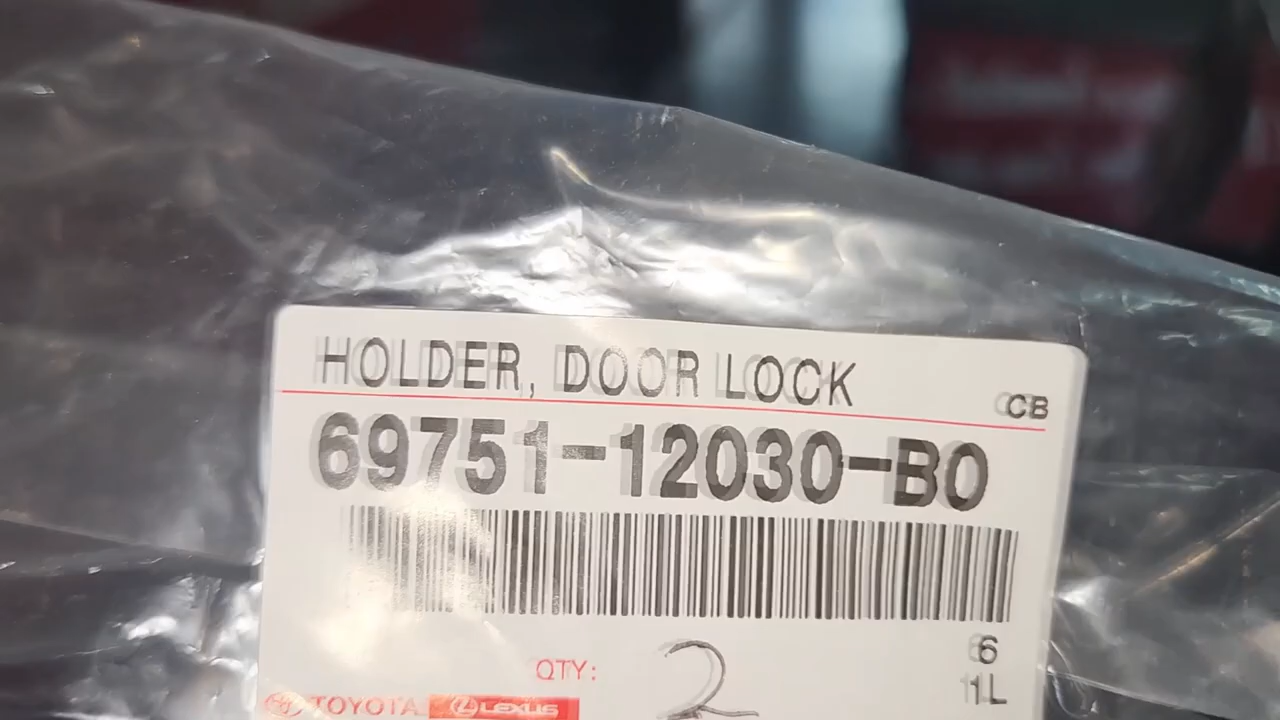 HOLDER, DOOR LOCK
CB
69751-12030-B0
6
QTY: 2
1L
TOYOTA LEXUS